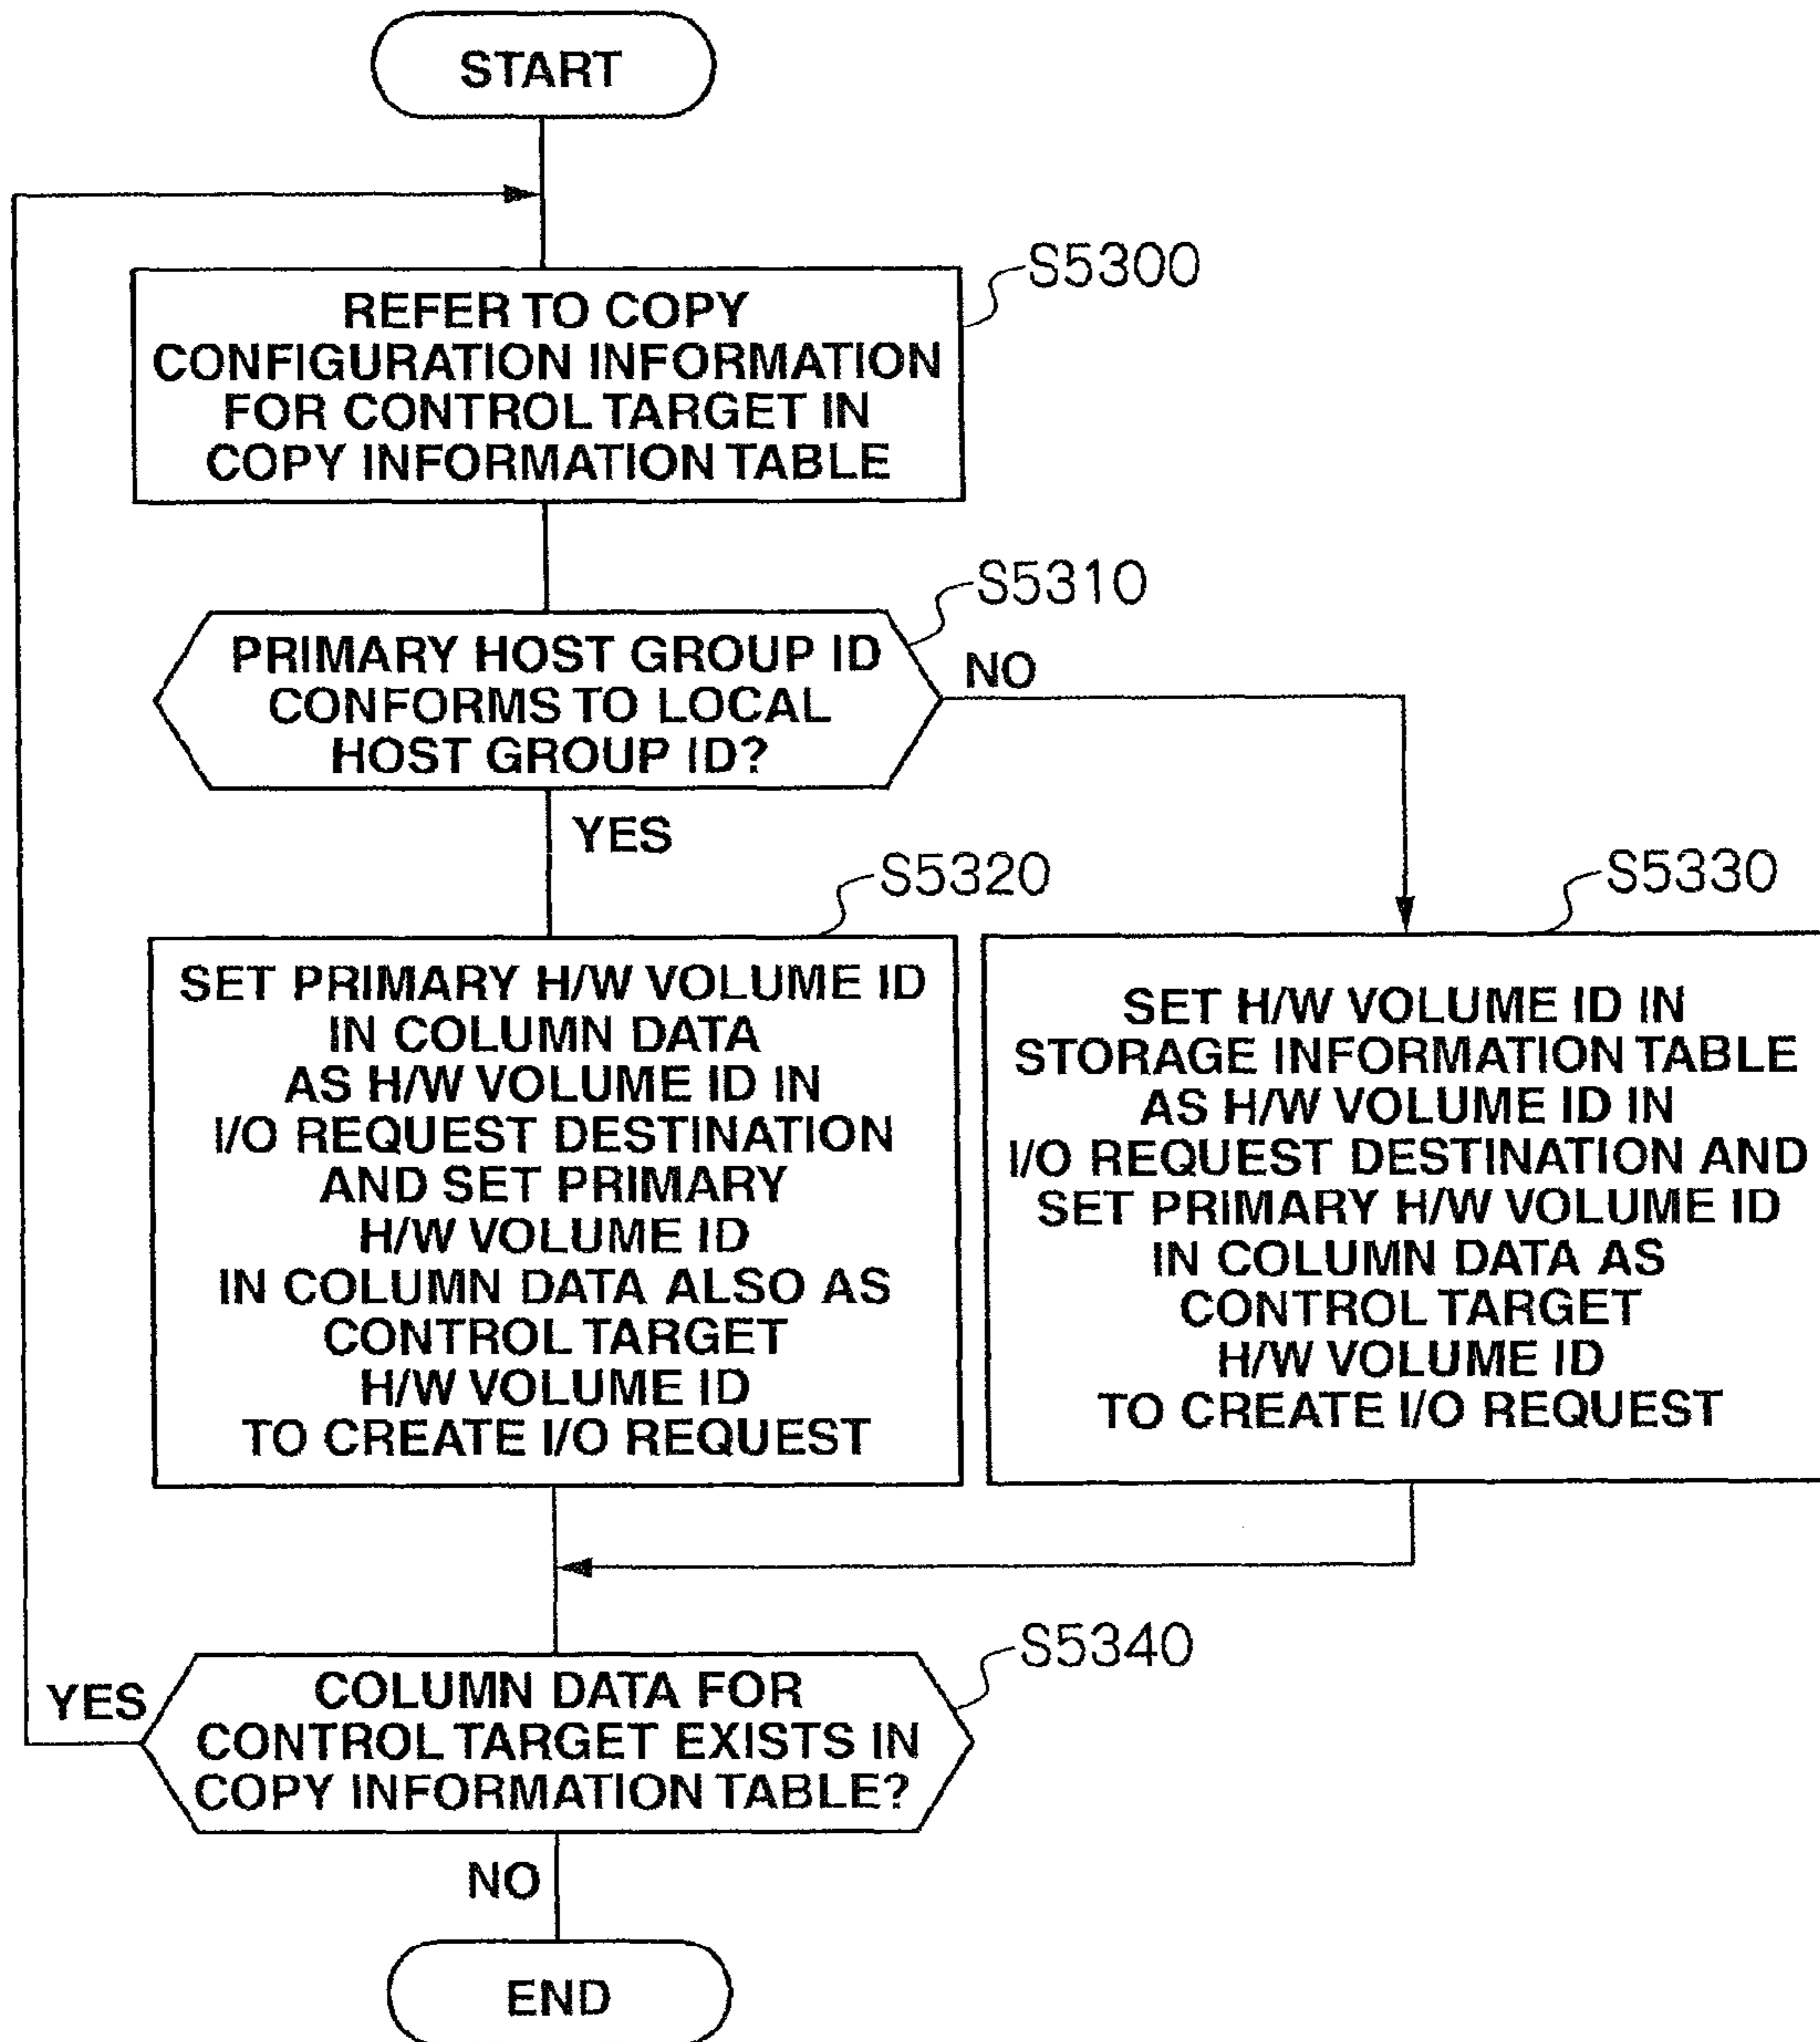 START
S5300
REFER TO COPY
CONFIGURATION INFORMATION
FOR CONTROL TARGET IN
COPY INFORMATION TABLE
S5310
PRIMARY HOST GROUP ID
CONFORMS TO LOCAL
HOST GROUP ID?
NO
YES
S5320
SET PRIMARY H/W VOLUME ID
IN COLUMN DATA
AS H/W VOLUME ID IN
I/O REQUEST DESTINATION
AND SET PRIMARY
H/W VOLUME ID
IN COLUMN DATA ALSO AS
CONTROL TARGET
H/W VOLUME ID
TO CREATE I/O REQUEST
S5330
SET H/W VOLUME ID IN
STORAGE INFORMATION TABLE
AS H/W VOLUME ID IN
I/O REQUEST DESTINATION AND
SET PRIMARY H/W VOLUME ID
IN COLUMN DATA AS
CONTROL TARGET
H/W VOLUME ID
TO CREATE I/O REQUEST
S5340
YES
COLUMN DATA FOR
CONTROL TARGET EXISTS IN
COPY INFORMATION TABLE?
NO
END